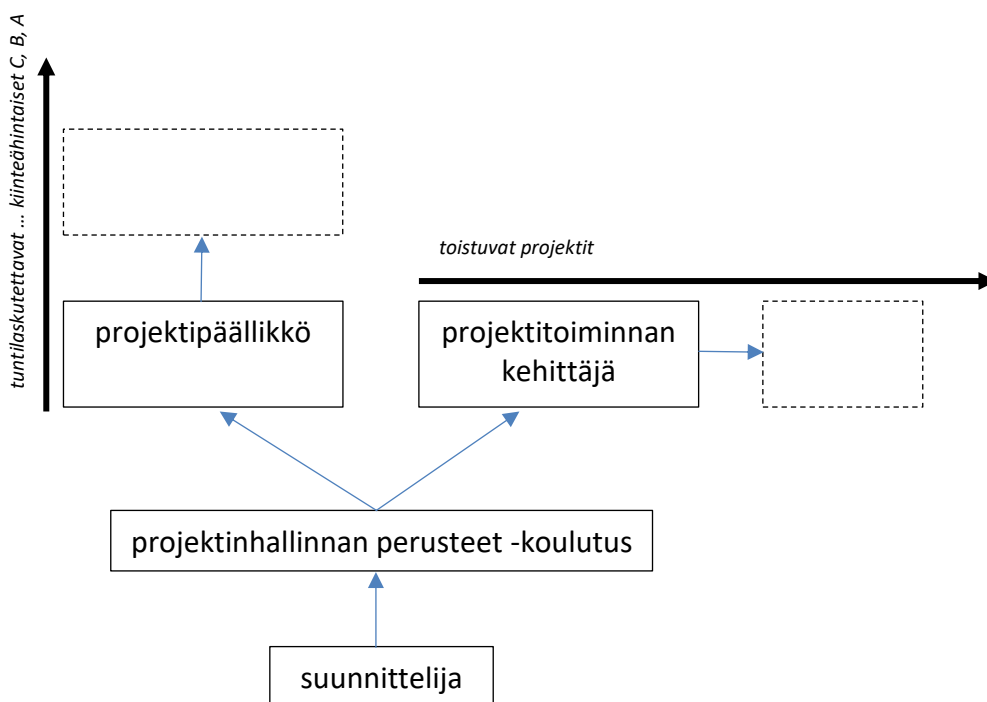 tuntilaskutettavat ... kiinteähintaiset C, B, A
toistuvat projektit
projektipäällikkö
projektitoiminnan
kehittäjä
projektinhallinnan perusteet -koulutus
suunnittelija